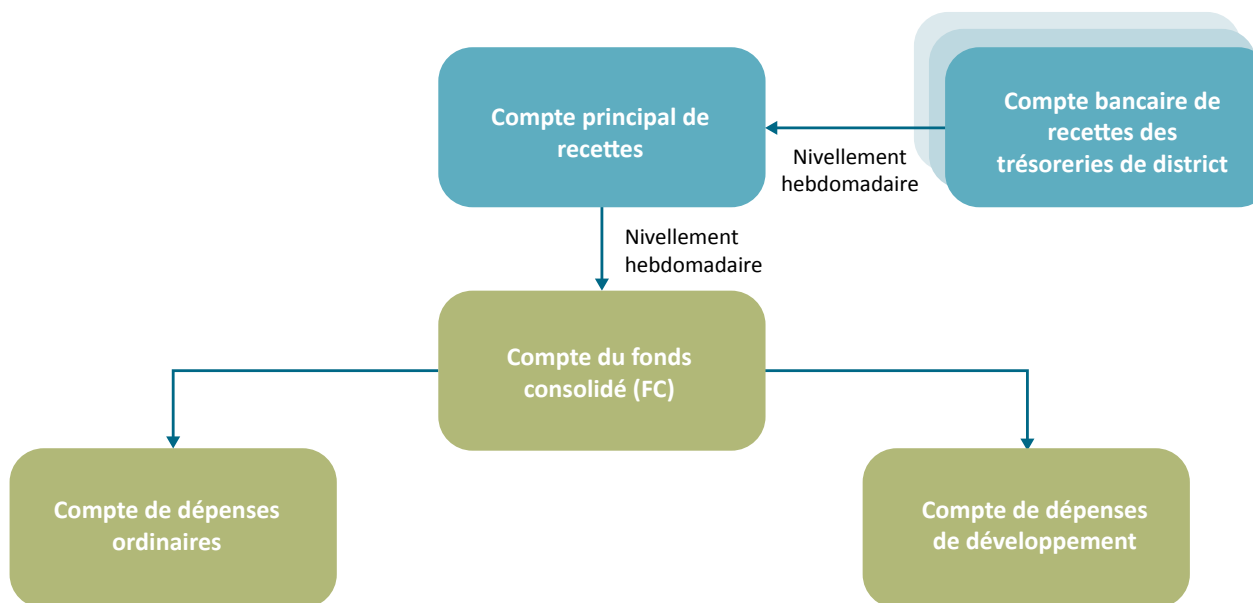 Compte principal de
recettes
Compte bancaire de
recettes des
trésoreries de district
Nivellement
hebdomadaire
Nivellement
hebdomadaire
Compte du fonds
consolidé (FC)
Compte de dépenses
ordinaires
Compte de dépenses
de développement